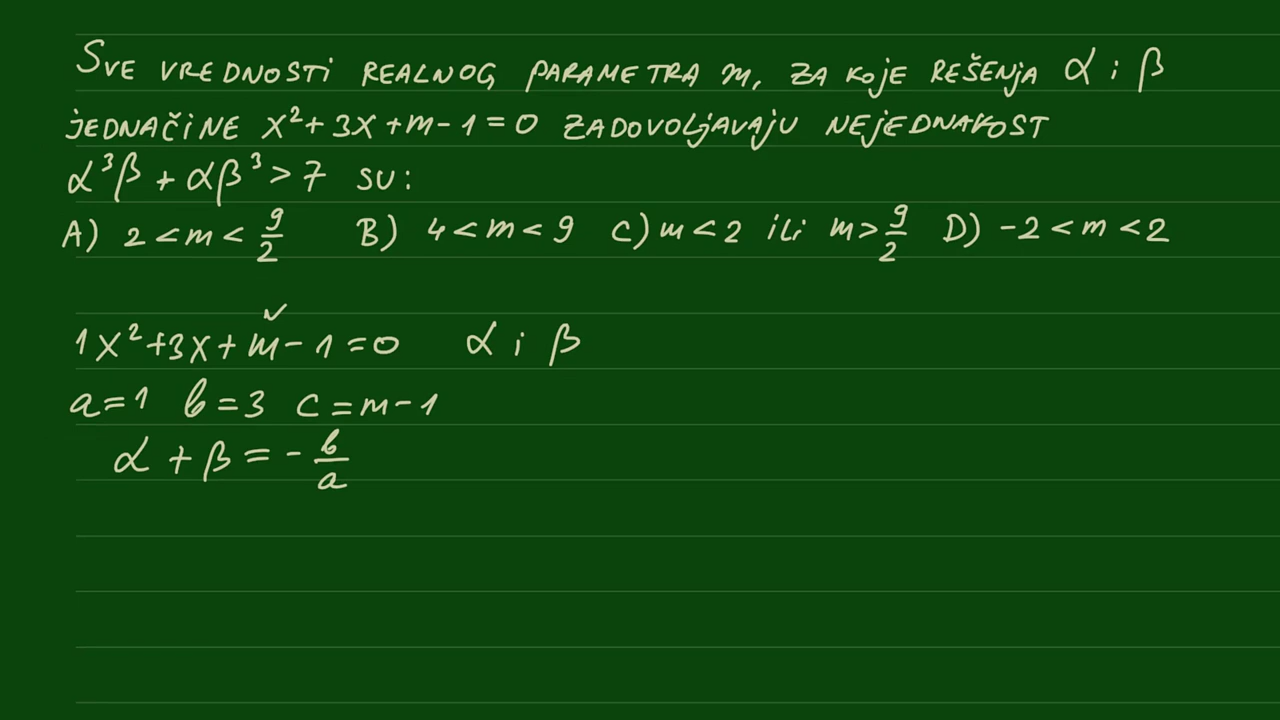 SVE VREDNOSTI REALNOG PARAMETRA m, ZA KOJE REŠENJA α i β
JEDNAČINE x²+3x+m-1=0 ZADOVOLJAVAJU NEJEDNAKOST
α³β + αβ³ > 7 SU:
A) 2<m<9/2 B) 4<m<9 C) m<2 ili m>9/2 D) -2<m<2
1x²+3x+m-1=0 α i β
a=1 b=3 c=m-1
α+β=-b/a